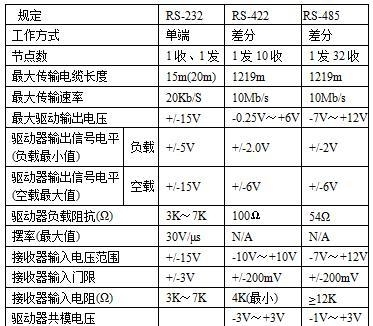 规定 RS-232 RS-422 RS-485
工作方式 单端 差分 差分
节点数 1收、1发 1发10收 1发32收
最大传输电缆长度 15m(20m) 1219m 1219m
最大传输速率 20Kb/S 10Mb/s 10Mb/s
最大驱动输出电压 +/-15V -0.25V～+6V -7V～+12V
驱动器输出信号电平
(负载最小值) 负载 +/-5V +/-2.0V +/-2V
驱动器输出信号电平
(空载最大值) 空载 +/-15V +/-6V +/-6V
驱动器负载阻抗(Ω) 3K～7K 100Ω 54Ω
摆率(最大值) 30V/μs N/A N/A
接收器输入电压范围 +/-15V -10V～+10V -7V～+12V
接收器输入门限 +/-3V +/-200mV +/-200mV
接收器输入电阻(Ω) 3K～7K 4K(最小) ≥12K
驱动器共模电压 -3V～+3V -1V～+3V